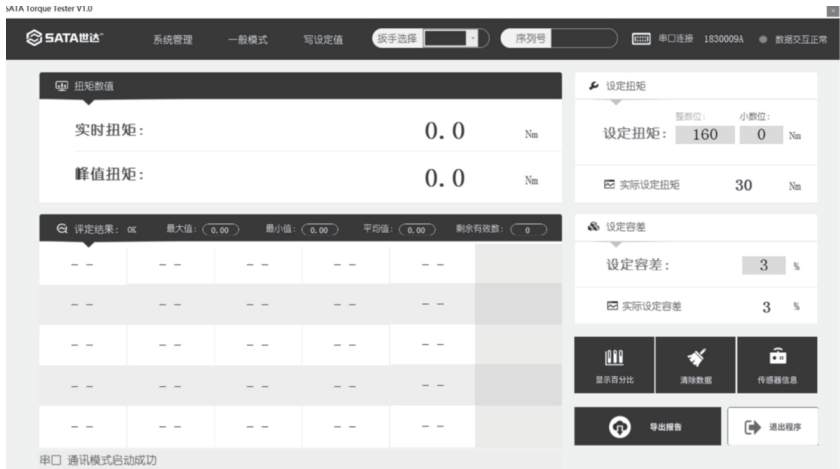 SATA Torque Tester V1.0
SATA世达 系统管理 一般模式 写设定值 扳手选择 序列号 串口连接 1830009A 数据交互正常
扭矩数值
实时扭矩: 0.0 Nm
峰值扭矩: 0.0 Nm
设定扭矩
整数位: 小数位:
设定扭矩: 160 0 Nm
实际设定扭矩 30 Nm
评定结果: OK 最大值: 0.00 最小值: 0.00 平均值: 0.00 剩余有效数: 0
-- -- -- -- --
-- -- -- -- --
-- -- -- -- --
-- -- -- -- --
-- -- -- -- --
设定容差
设定容差: 3 %
实际设定容差 3 %
显示百分比 清除数据 传感器信息
导出报告 退出程序
串口 通讯模式启动成功